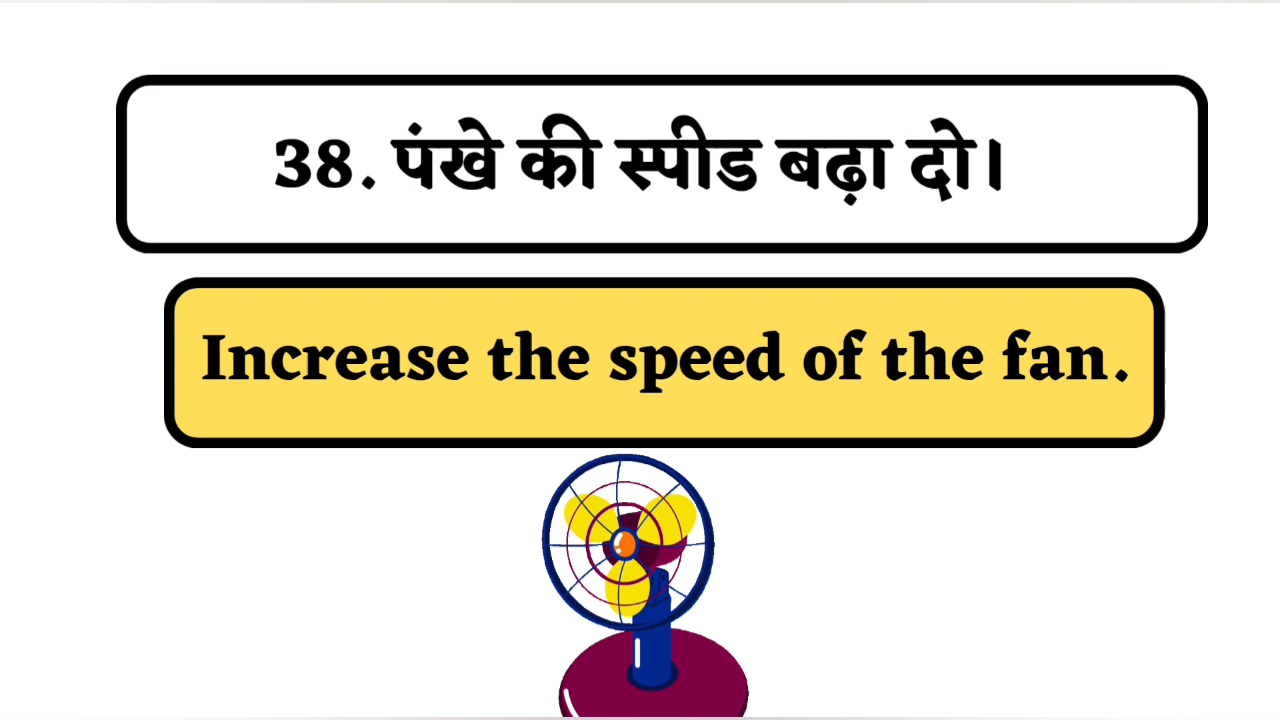 38. पंखे की स्पीड बढ़ा दो।
Increase the speed of the fan.